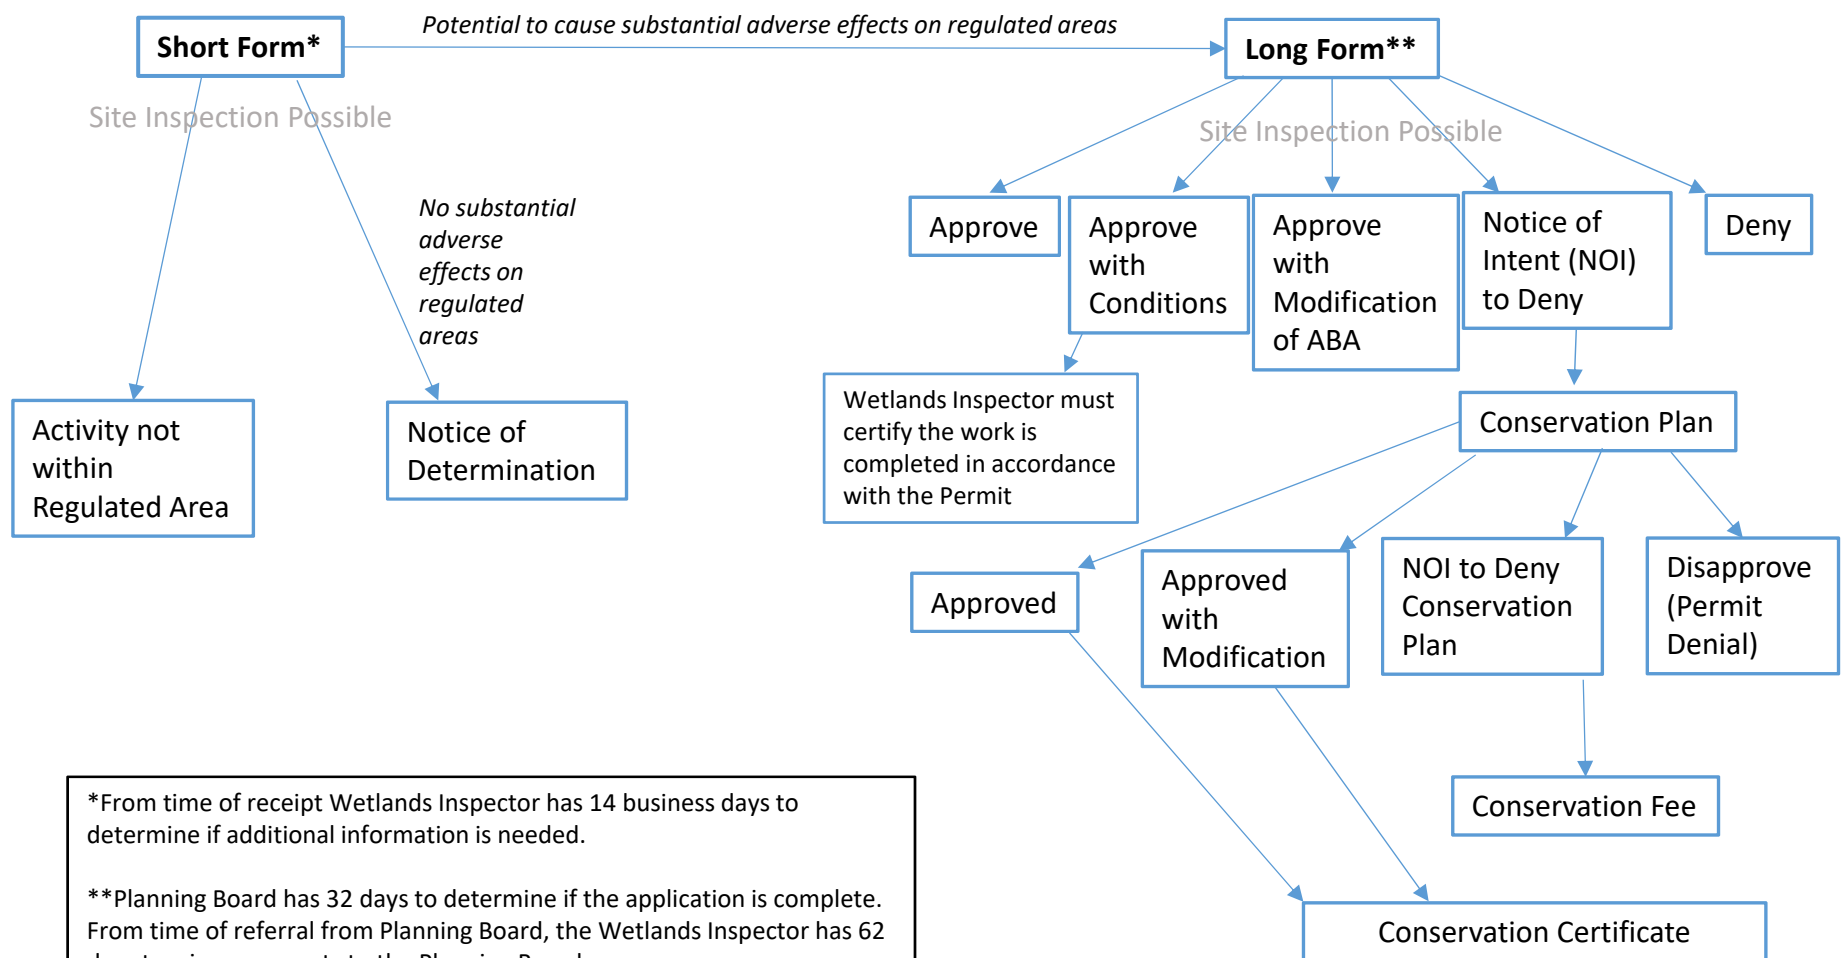 Potential to cause substantial adverse effects on regulated areas
Short Form*
Long Form**
Site Inspection Possible
Site Inspection Possible
No substantial
adverse
effects on
regulated
areas
Approve
Approve
with
Conditions
Approve
with
Modification
of ABA
Notice of
Intent (NOI)
to Deny
Deny
Activity not
within
Regulated Area
Notice of
Determination
Wetlands Inspector must
certify the work is
completed in accordance
with the Permit
Conservation Plan
Approved
Approved
with
Modification
NOI to Deny
Conservation
Plan
Disapprove
(Permit
Denial)
Conservation Fee
Conservation Certificate
*From time of receipt Wetlands Inspector has 14 business days to
determine if additional information is needed.
**Planning Board has 32 days to determine if the application is complete.
From time of referral from Planning Board, the Wetlands Inspector has 62